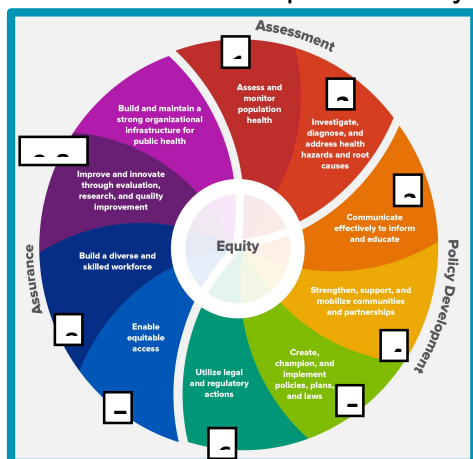 Assessment
Assess and
monitor
population
health
Investigate,
diagnose, and
address health
hazards and root
causes
Communicate
effectively to inform
and educate
Strengthen, support, and
mobilize communities
and partnerships
Create,
champion, and
implement
policies, plans,
and laws
Utilize legal
and regulatory
actions
Enable
equitable
access
Build a diverse and
skilled workforce
Improve and innovate
through evaluation,
research, and quality
improvement
Build and maintain a
strong organizational
infrastructure for
public health
Equity
Policy Development
Assurance